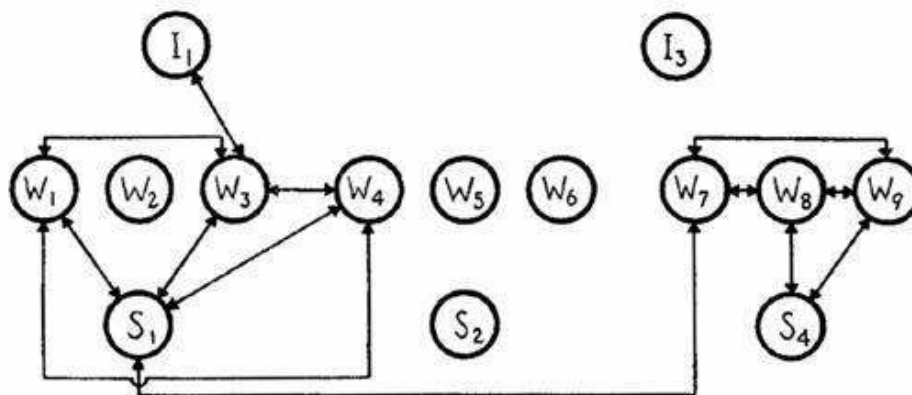 I₁ I₃
W₁ W₂ W₃ W₄ W₅ W₆ W₇ W₈ W₉
S₁ S₂ S₄